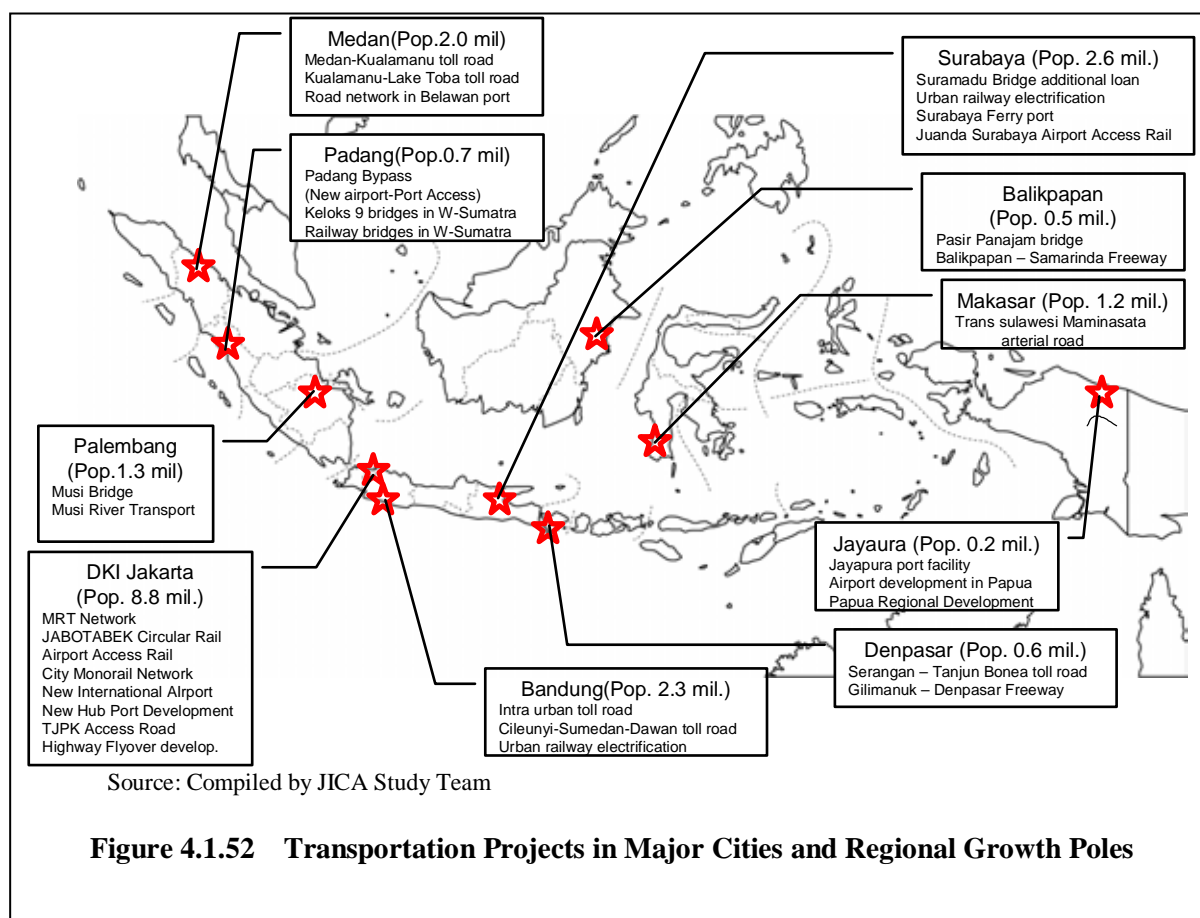 Medan(Pop.2.0 mil)
Medan-Kualamanu toll road
Kualamanu-Lake Toba toll road
Road network in Belawan port
Padang(Pop.0.7 mil)
Padang Bypass
(New airport-Port Access)
Keloks 9 bridges in W-Sumatra
Railway bridges in W-Sumatra
Surabaya (Pop. 2.6 mil.)
Suramadu Bridge additional loan
Urban railway electrification
Surabaya Ferry port
Juanda Surabaya Airport Access Rail
Balikpapan
(Pop. 0.5 mil.)
Pasir Panajam bridge
Balikpapan – Samarinda Freeway
Makasar (Pop. 1.2 mil.)
Trans sulawesi Maminasata
arterial road
Palembang
(Pop.1.3 mil)
Musi Bridge
Musi River Transport
DKI Jakarta
(Pop. 8.8 mil.)
MRT Network
JABOTABEK Circular Rail
Airport Access Rail
City Monorail Network
New International AIrport
New Hub Port Development
TJPK Access Road
Highway Flyover develop.
Bandung(Pop. 2.3 mil.)
Intra urban toll road
Cileunyi-Sumedan-Dawan toll road
Urban railway electrification
Jayaura (Pop. 0.2 mil.)
Jayapura port facility
Airport development in Papua
Papua Regional Development
Denpasar (Pop. 0.6 mil.)
Serangan – Tanjun Bonea toll road
Gilimanuk – Denpasar Freeway
Source: Compiled by JICA Study Team
Figure 4.1.52 Transportation Projects in Major Cities and Regional Growth Poles